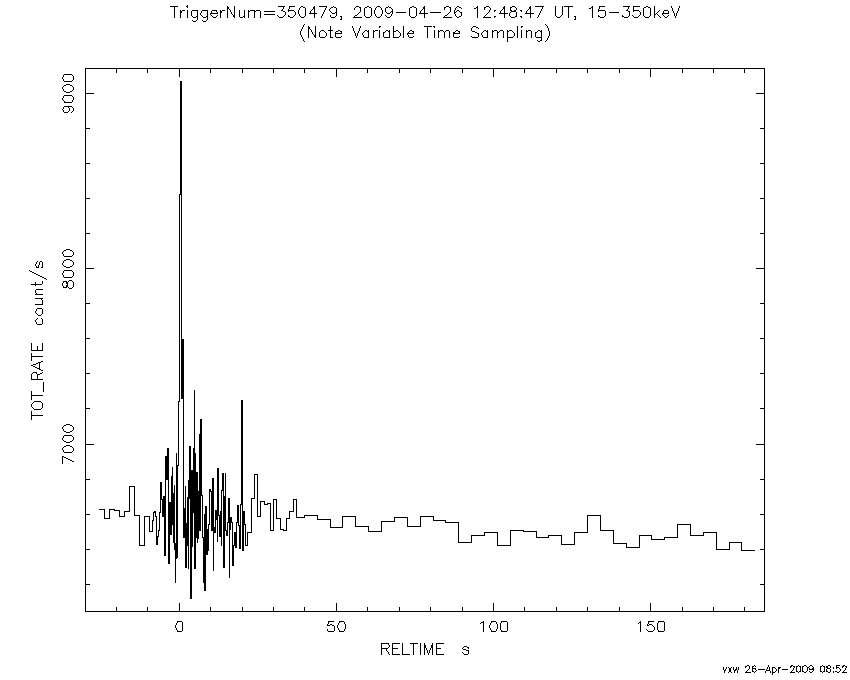 TriggerNum=350479, 2009-04-26 12:48:47 UT, 15-350keV
(Note Variable Time Sampling)
9000
8000
7000
TOT_RATE count/s
0 50 100 150
RELTIME s
vxw 26-Apr-2009 08:52